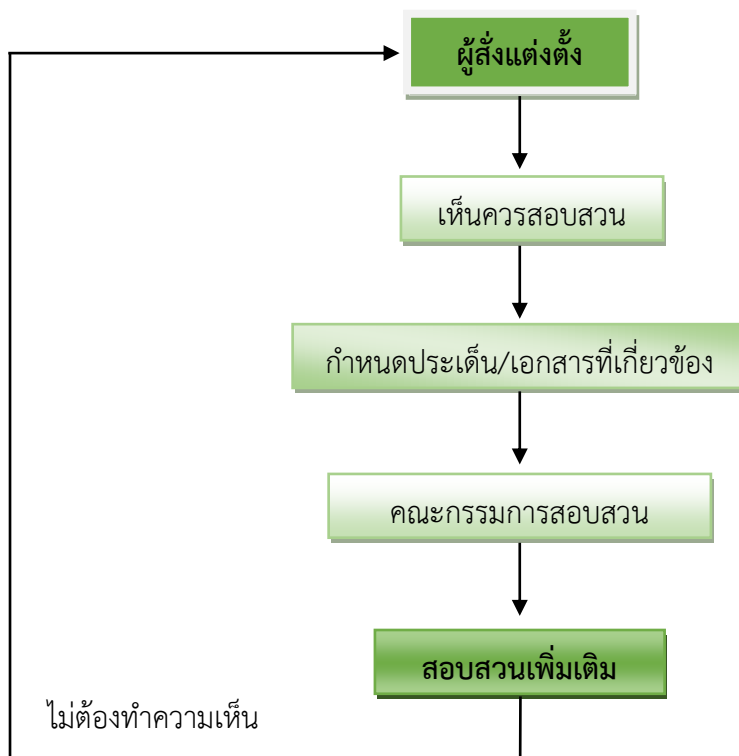 ผู้สั่งแต่งตั้ง
เห็นควรสอบสวน
กำหนดประเด็น/เอกสารที่เกี่ยวข้อง
คณะกรรมการสอบสวน
สอบสวนเพิ่มเติม
ไม่ต้องทำความเห็น